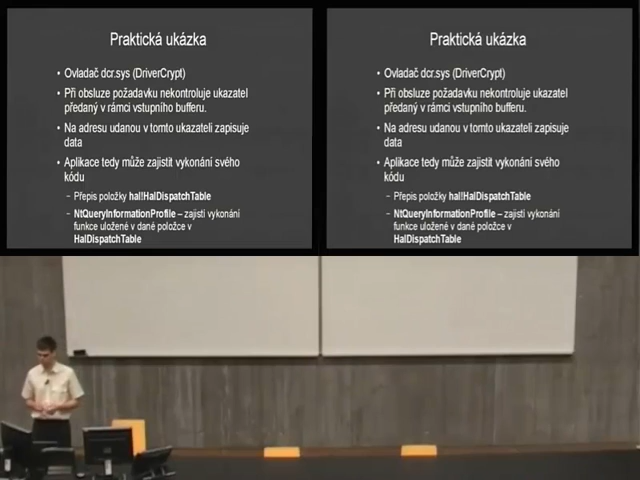 Praktická ukázka
• Ovladač dcr.sys (DriverCrypt)
• Při obsluze požadavku nekontroluje ukazatel
předaný v rámci vstupního bufferu.
• Na adresu udanou v tomto ukazateli zapisuje
data
• Aplikace tedy může zajistit vykonání svého
kódu
– Přepis položky hal!HalDispatchTable
– NtQueryInformationProfile – zajistí vykonání
funkce uložené v dané položce v
HalDispatchTable
Praktická ukázka
• Ovladač dcr.sys (DriverCrypt)
• Při obsluze požadavku nekontroluje ukazatel
předaný v rámci vstupního bufferu.
• Na adresu udanou v tomto ukazateli zapisuje
data
• Aplikace tedy může zajistit vykonání svého
kódu
– Přepis položky hal!HalDispatchTable
– NtQueryInformationProfile – zajistí vykonání
funkce uložené v dané položce v
HalDispatchTable